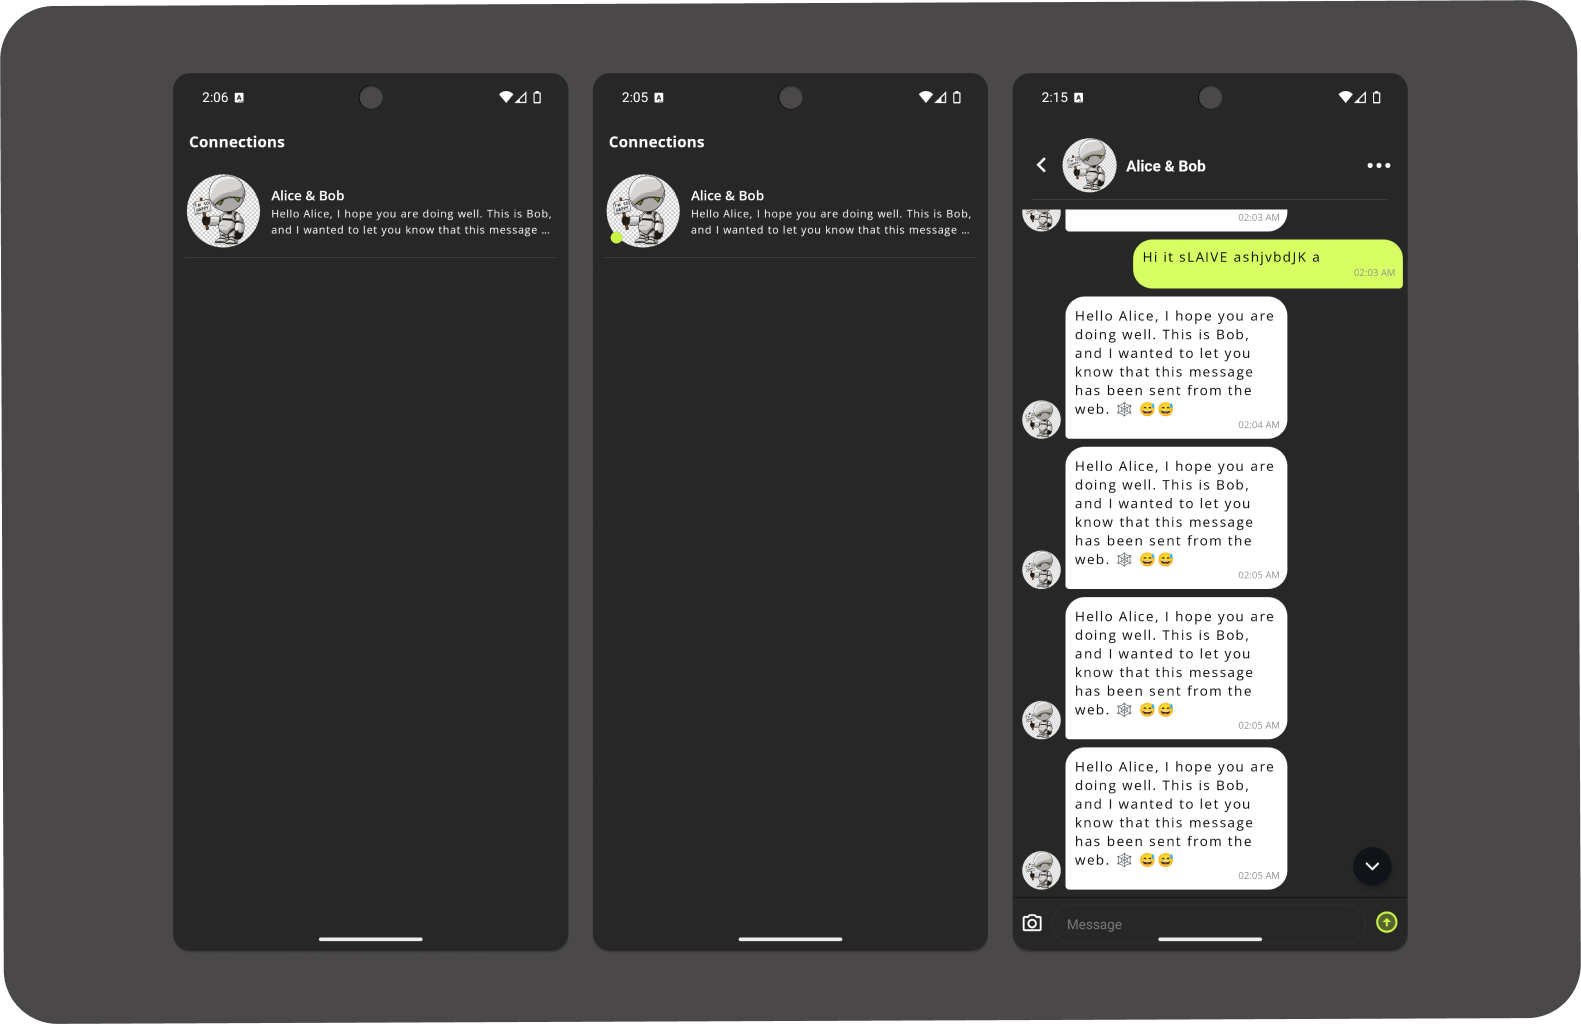 2:06
Connections
Alice & Bob
Hello Alice, I hope you are doing well. This is Bob,
and I wanted to let you know that this message ...
2:05
Connections
Alice & Bob
Hello Alice, I hope you are doing well. This is Bob,
and I wanted to let you know that this message ...
2:15
Alice & Bob
02:03 AM
Hi it sLAIVE ashjvbdJK a
02:03 AM
Hello Alice, I hope you are
doing well. This is Bob,
and I wanted to let you
know that this message
has been sent from the
web. 🕸️ 😅😅
02:04 AM
Hello Alice, I hope you are
doing well. This is Bob,
and I wanted to let you
know that this message
has been sent from the
web. 🕸️ 😅😅
02:05 AM
Hello Alice, I hope you are
doing well. This is Bob,
and I wanted to let you
know that this message
has been sent from the
web. 🕸️ 😅😅
02:05 AM
Hello Alice, I hope you are
doing well. This is Bob,
and I wanted to let you
know that this message
has been sent from the
web. 🕸️ 😅😅
02:05 AM
Message